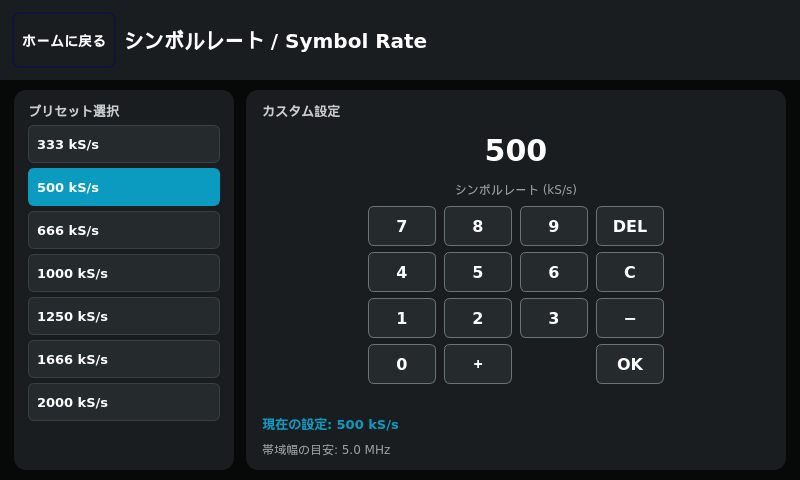 ホームに戻る
シンボルレート / Symbol Rate
プリセット選択
333 kS/s
500 kS/s
666 kS/s
1000 kS/s
1250 kS/s
1666 kS/s
2000 kS/s
カスタム設定
500
シンボルレート (kS/s)
7 8 9 DEL
4 5 6 C
1 2 3 −
0 + OK
現在の設定: 500 kS/s
帯域幅の目安: 5.0 MHz